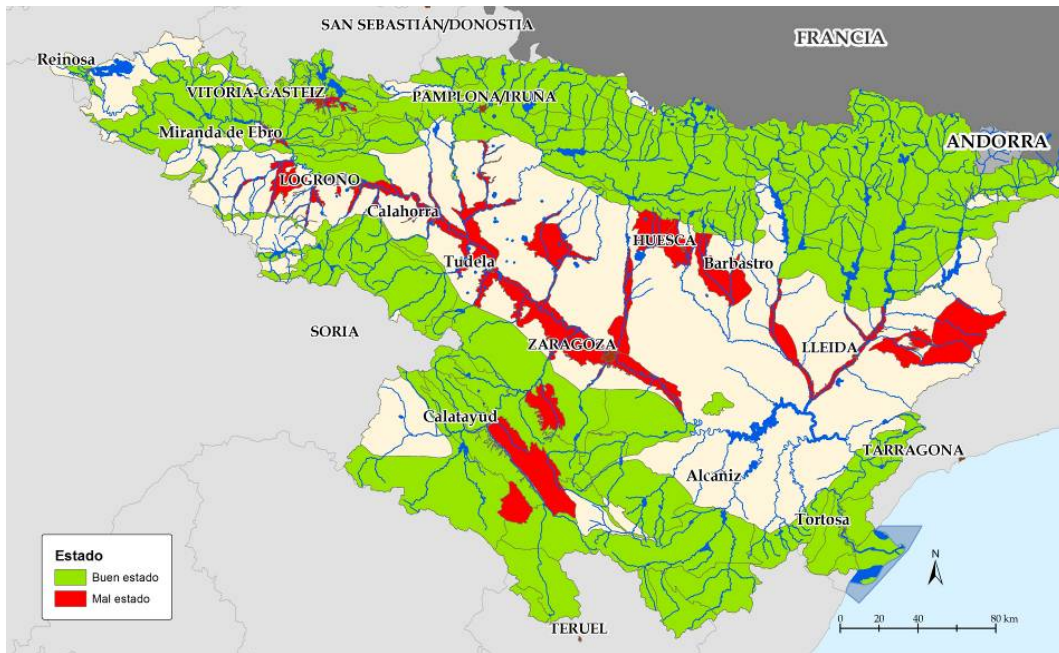 SAN SEBASTIÁN/DONOSTIA
FRANCIA
Reinosa
VITORIA-GASTEIZ
PAMPLONA/IRUÑA
Miranda de Ebro
ANDORRA
LOGROÑO
Calahorra
HUESCA
Tudela
Barbastro
SORIA
ZARAGOZA
LLEIDA
Calatayud
TARRAGONA
Alcañiz
Tortosa
Estado
Buen estado
Mal estado
N
TERUEL
0 20 40 80 km